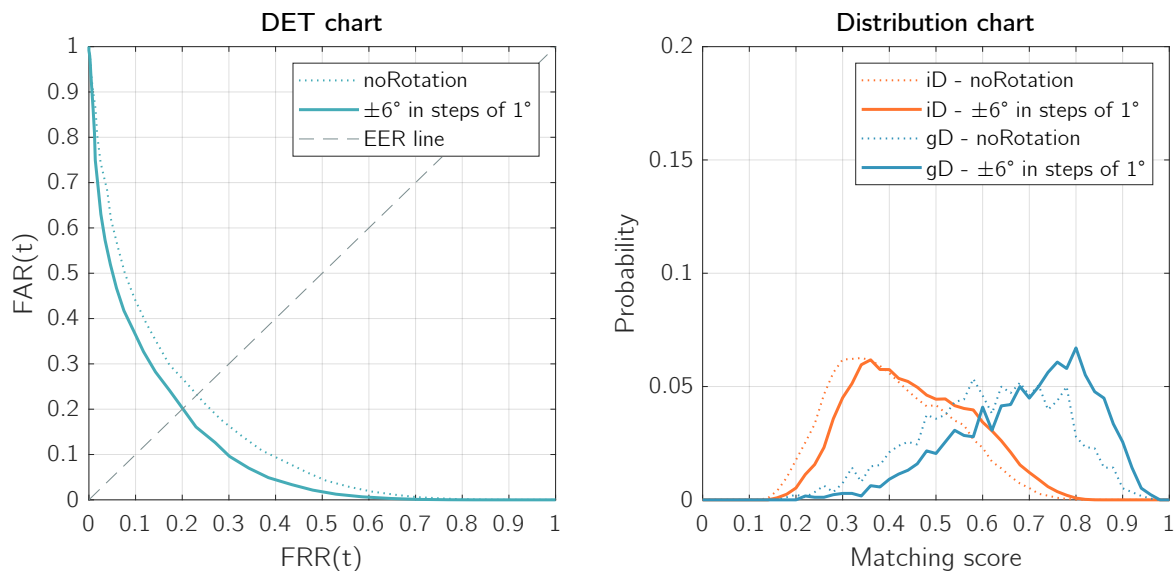 DET chart
1
0.9
0.8
0.7
0.6
0.5
0.4
0.3
0.2
0.1
0
FAR(t)
noRotation
±6° in steps of 1°
EER line
0 0.1 0.2 0.3 0.4 0.5 0.6 0.7 0.8 0.9 1
FRR(t)
Distribution chart
0.2
0.15
0.1
0.05
0
Probability
iD - noRotation
iD - ±6° in steps of 1°
gD - noRotation
gD - ±6° in steps of 1°
0 0.1 0.2 0.3 0.4 0.5 0.6 0.7 0.8 0.9 1
Matching score